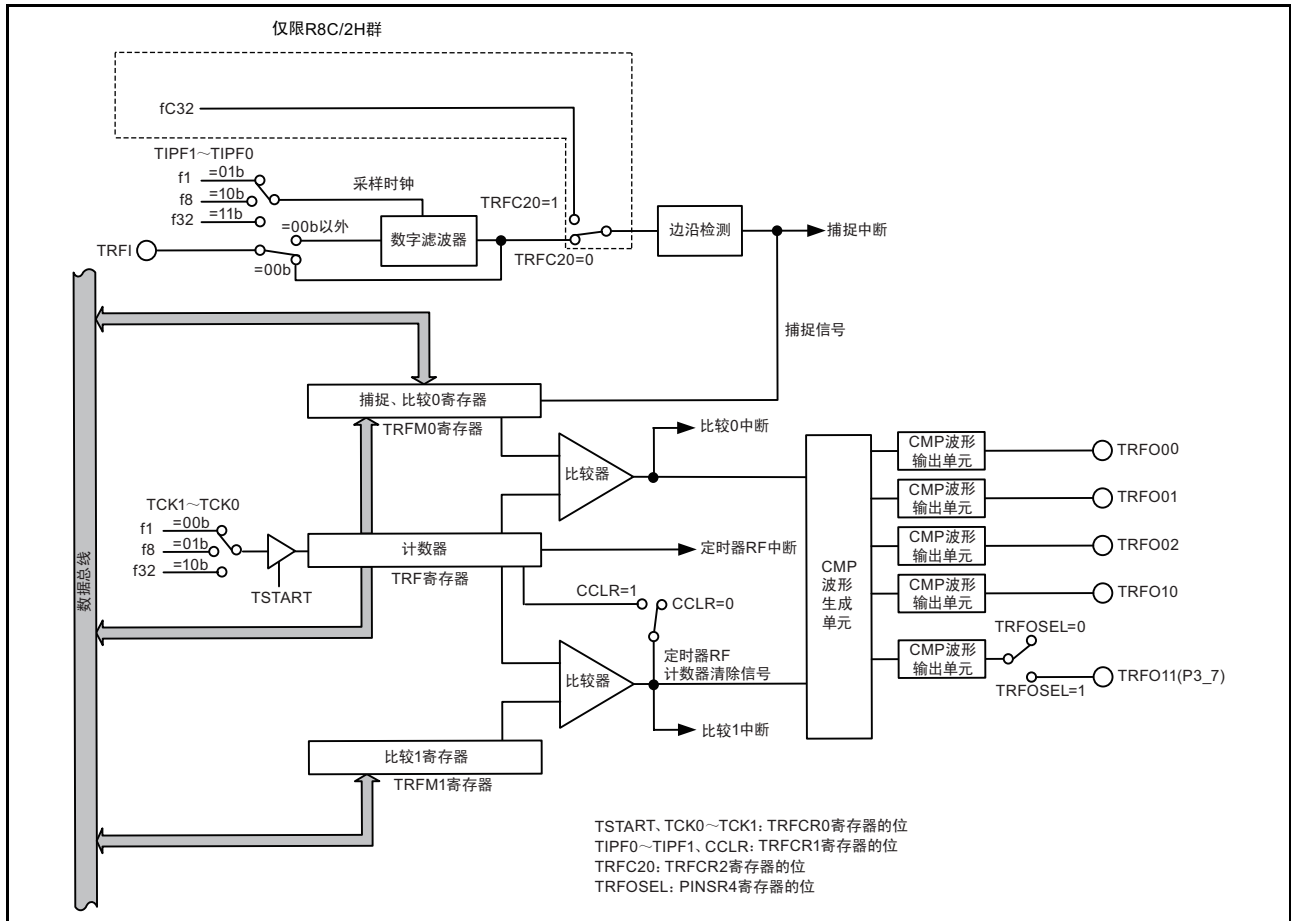 仅限R8C/2H群
fC32
TIPF1～TIPF0
f1
=01b
f8
=10b
f32
=11b
采样时钟
TRFI
=00b以外
=00b
数字滤波器
TRFC20=1
TRFC20=0
边沿检测
捕捉中断
捕捉信号
数据总线
捕捉、比较0寄存器
TRFM0寄存器
比较器
比较0中断
TCK1～TCK0
f1
=00b
f8
=01b
f32
=10b
TSTART
计数器
TRF寄存器
定时器RF中断
CCLR=1
CCLR=0
定时器RF
计数器清除信号
比较器
比较1中断
比较1寄存器
TRFM1寄存器
CMP
波形
生成
单元
CMP波形
输出单元
TRFO00
CMP波形
输出单元
TRFO01
CMP波形
输出单元
TRFO02
CMP波形
输出单元
TRFO10
CMP波形
输出单元
TRFOSEL=0
TRFOSEL=1
TRFO11(P3_7)
TSTART、TCK0～TCK1：TRFCR0寄存器的位
TIPF0～TIPF1、CCLR：TRFCR1寄存器的位
TRFC20：TRFCR2寄存器的位
TRFOSEL：PINSR4寄存器的位